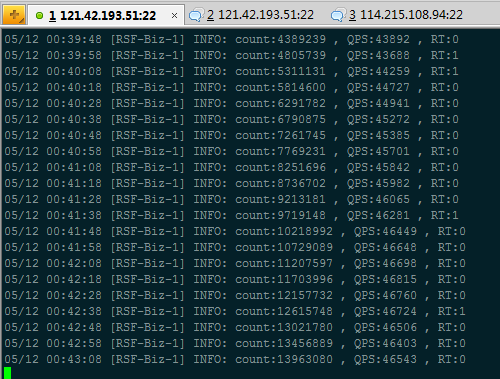 1 121.42.193.51:22 × 2 121.42.193.51:22 3 114.215.108.94:22
05/12 00:39:48 [RSF-Biz-1] INFO: count:4389239 , QPS:43892 , RT:0
05/12 00:39:58 [RSF-Biz-1] INFO: count:4805739 , QPS:43688 , RT:1
05/12 00:40:08 [RSF-Biz-1] INFO: count:5311131 , QPS:44259 , RT:1
05/12 00:40:18 [RSF-Biz-1] INFO: count:5814600 , QPS:44727 , RT:0
05/12 00:40:28 [RSF-Biz-1] INFO: count:6291782 , QPS:44941 , RT:0
05/12 00:40:38 [RSF-Biz-1] INFO: count:6790875 , QPS:45272 , RT:0
05/12 00:40:48 [RSF-Biz-1] INFO: count:7261745 , QPS:45385 , RT:0
05/12 00:40:58 [RSF-Biz-1] INFO: count:7769231 , QPS:45701 , RT:0
05/12 00:41:08 [RSF-Biz-1] INFO: count:8251696 , QPS:45842 , RT:0
05/12 00:41:18 [RSF-Biz-1] INFO: count:8736702 , QPS:45982 , RT:0
05/12 00:41:28 [RSF-Biz-1] INFO: count:9213181 , QPS:46065 , RT:0
05/12 00:41:38 [RSF-Biz-1] INFO: count:9719148 , QPS:46281 , RT:1
05/12 00:41:48 [RSF-Biz-1] INFO: count:10218992 , QPS:46449 , RT:0
05/12 00:41:58 [RSF-Biz-1] INFO: count:10729089 , QPS:46648 , RT:0
05/12 00:42:08 [RSF-Biz-1] INFO: count:11207597 , QPS:46698 , RT:0
05/12 00:42:18 [RSF-Biz-1] INFO: count:11703996 , QPS:46815 , RT:0
05/12 00:42:28 [RSF-Biz-1] INFO: count:12157732 , QPS:46760 , RT:0
05/12 00:42:38 [RSF-Biz-1] INFO: count:12615748 , QPS:46724 , RT:1
05/12 00:42:48 [RSF-Biz-1] INFO: count:13021780 , QPS:46506 , RT:0
05/12 00:42:58 [RSF-Biz-1] INFO: count:13456889 , QPS:46403 , RT:0
05/12 00:43:08 [RSF-Biz-1] INFO: count:13963080 , QPS:46543 , RT:0